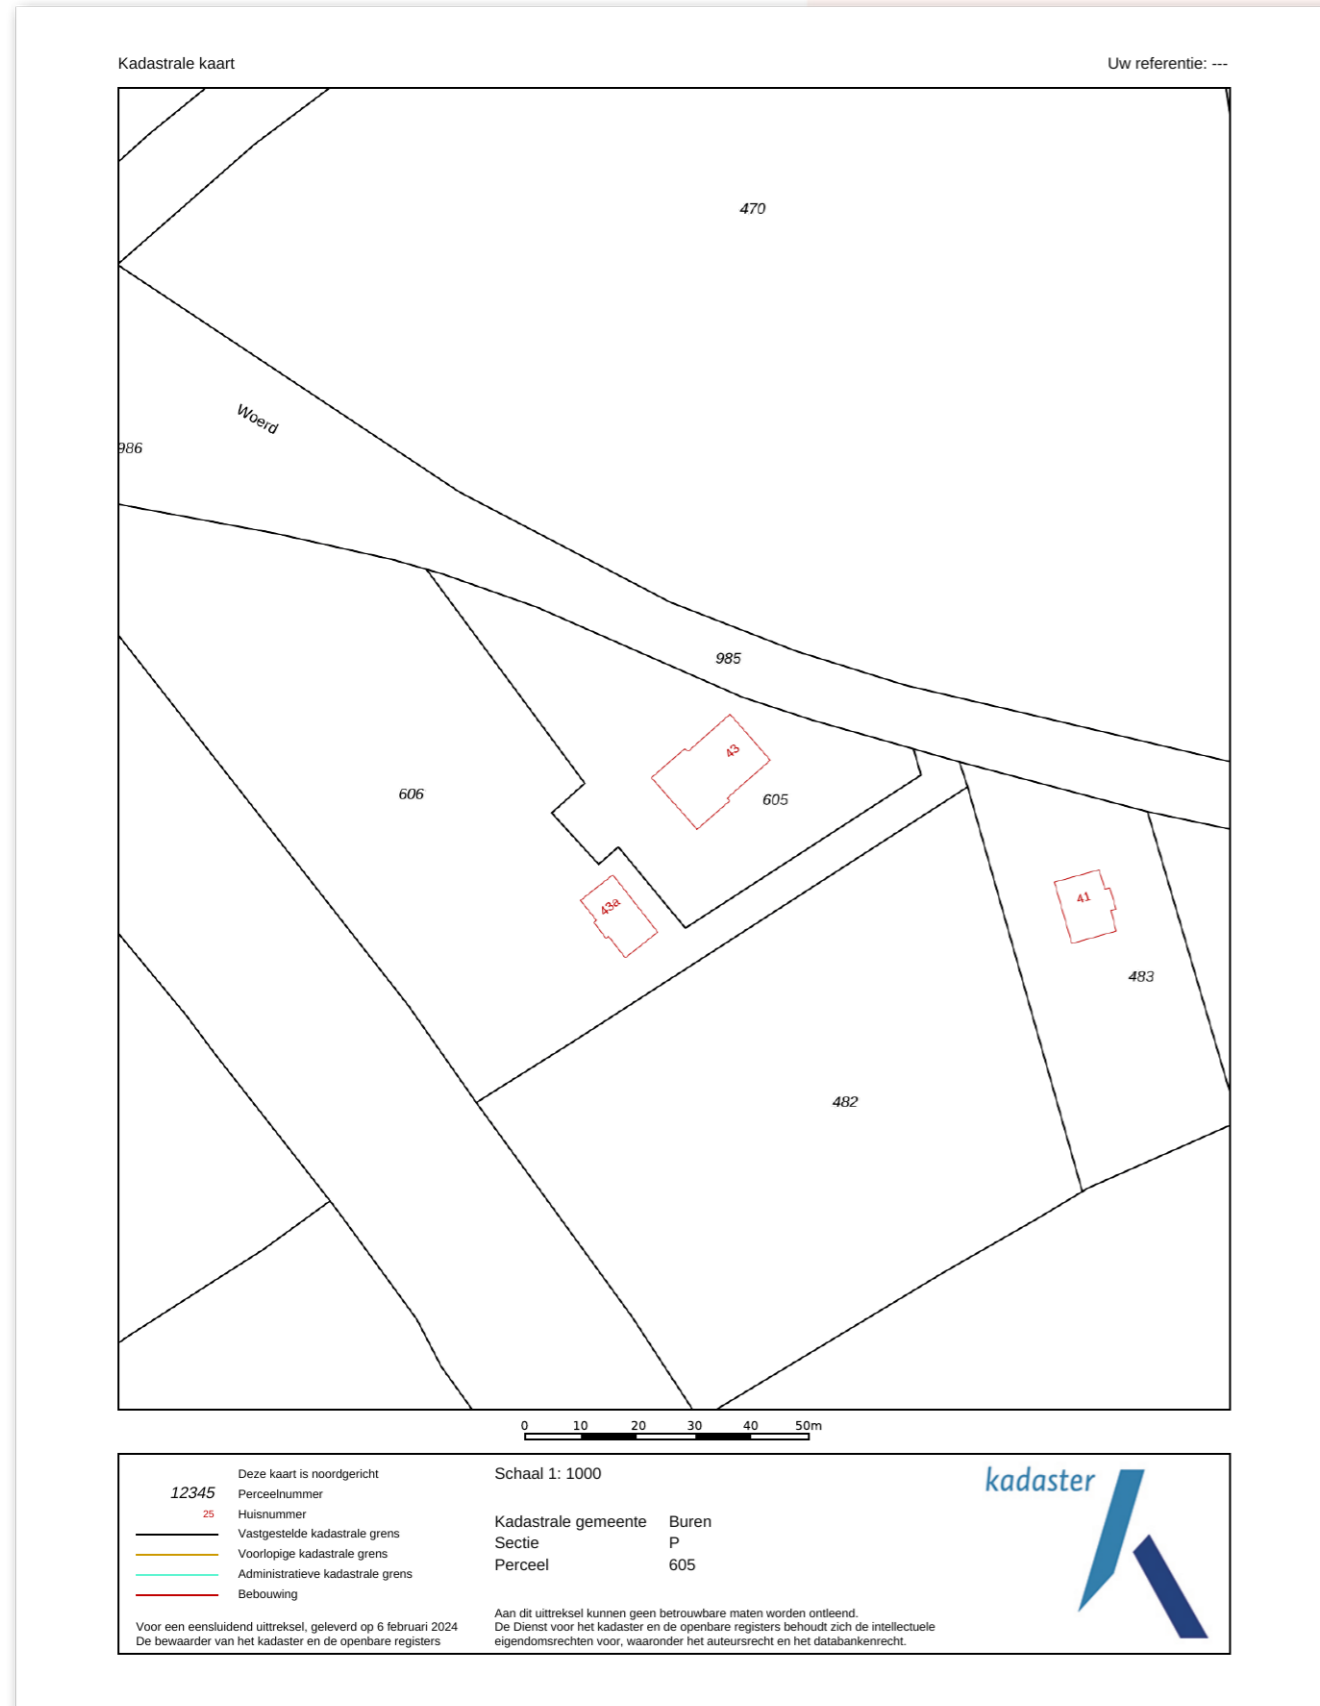 Kadastrale kaart
Uw referentie: ---
470
Woerd
986
985
43
606
605
43a
41
483
482
0 10 20 30 40 50m
Deze kaart is noordgericht
12345 Perceelnummer
25 Huisnummer
Vastgestelde kadastrale grens
Voorlopige kadastrale grens
Administratieve kadastrale grens
Bebouwing
Voor een eensluidend uittreksel, geleverd op 6 februari 2024
De bewaarder van het kadaster en de openbare registers
Schaal 1: 1000
Kadastrale gemeente Buren
Sectie P
Perceel 605
Aan dit uittreksel kunnen geen betrouwbare maten worden ontleend.
De Dienst voor het kadaster en de openbare registers behoudt zich de intellectuele
eigendomsrechten voor, waaronder het auteursrecht en het databankenrecht.
kadaster